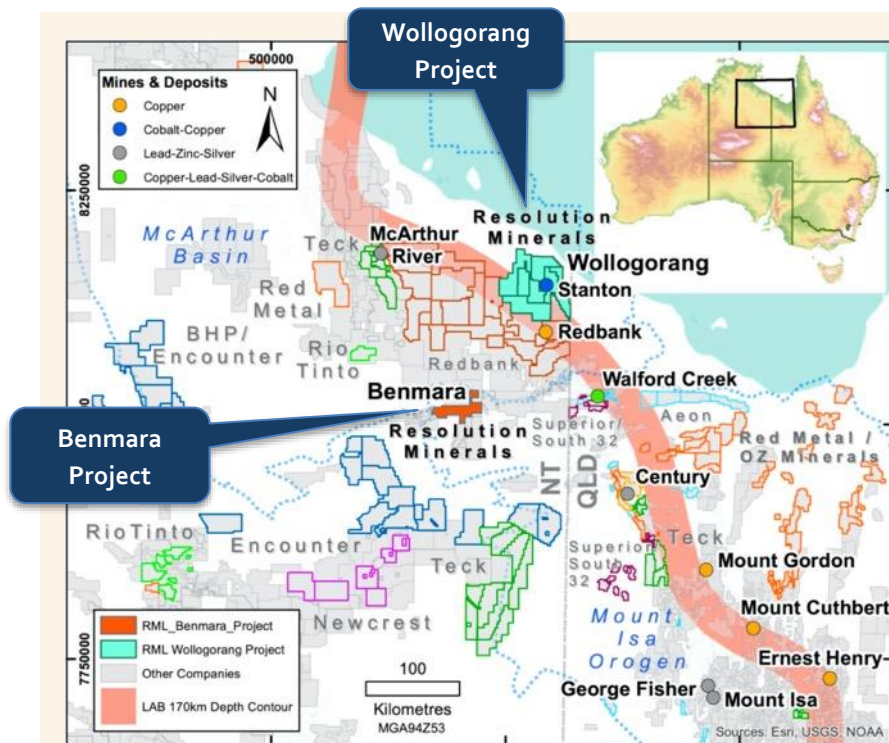 Wollogorang
Project
500000
Mines & Deposits
Copper
Cobalt-Copper
Lead-Zinc-Silver
Copper-Lead-Silver-Cobalt
N
8250000
McArthur
Basin
Teck
McArthur
River
Resolution
Minerals
Wollogorang
Stanton
Red
Metal
Redbank
BHP/
Encounter
Rio
Tinto
Redbank
Benmara
Walford Creek
Benmara
Project
Resolution
Minerals
Superior/
South 32
Aeon
Red Metal /
OZ Minerals
NT
QLD
Century
RioTinto
Encounter
Teck
Superior
South
32
Teck
Mount Gordon
Newcrest
Mount Cuthbert
Mount
Isa
Orogen
RML_Benmara_Project
RML Wollogorang Project
Other Companies
LAB 170km Depth Contour
7750000
100
Kilometres
MGA94Z53
Ernest Henry
George Fisher
Mount Isa
Sources: Esri, USGS, NOAA